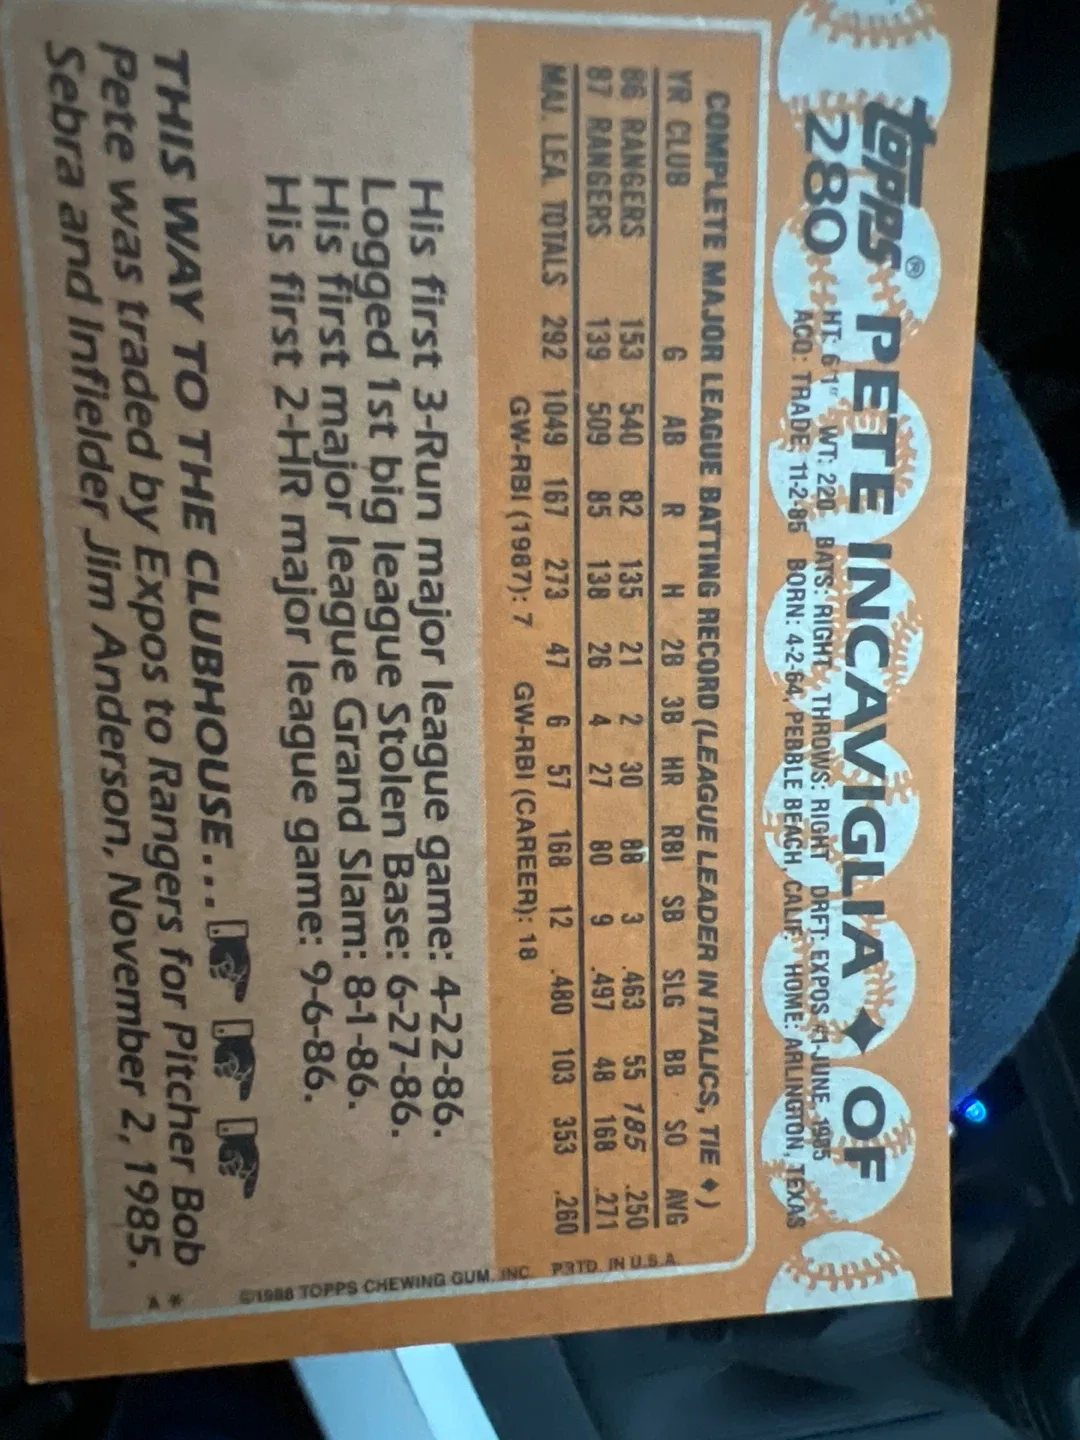 topps®
280
PETE INCAVIGLIA ♦ OF
HT: 6'1" WT: 220 BATS: RIGHT THROWS: RIGHT DRFT: EXPOS #1-JUNE, 1985
ACQ: TRADE, 11-2-85 BORN: 4-2-64, PEBBLE BEACH, CALIF. HOME: ARLINGTON, TEXAS
COMPLETE MAJOR LEAGUE BATTING RECORD (LEAGUE LEADER IN ITALICS, TIE ♦)
YR CLUB G AB R H 2B 3B HR RBI SB SLG BB SO AVG
86 RANGERS 153 540 82 135 21 2 30 88 3 .463 55 185 .250
87 RANGERS 139 509 85 138 26 4 27 80 9 .497 48 168 .271
MAJ. LEA. TOTALS 292 1049 167 273 47 6 57 168 12 .480 103 353 .260
GW-RBI (1987): 7 GW-RBI (CAREER): 18
His first 3-Run major league game: 4-22-86.
Logged 1st big league Stolen Base: 6-27-86.
His first major league Grand Slam: 8-1-86.
His first 2-HR major league game: 9-6-86.
THIS WAY TO THE CLUBHOUSE...
Pete was traded by Expos to Rangers for Pitcher Bob
Sebra and Infielder Jim Anderson, November 2, 1985.
A *
©1988 TOPPS CHEWING GUM, INC. PRTD. IN U.S.A.